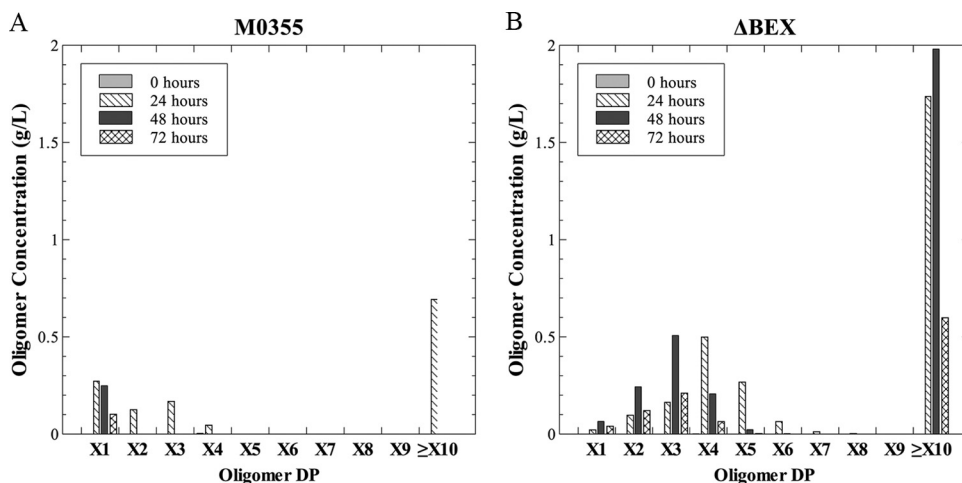 A
M0355
Oligomer Concentration (g/L)
2
1.5
1
0.5
0
0 hours
24 hours
48 hours
72 hours
X1 X2 X3 X4 X5 X6 X7 X8 X9 ≥X10
Oligomer DP
B
ΔBEX
Oligomer Concentration (g/L)
2
1.5
1
0.5
0
0 hours
24 hours
48 hours
72 hours
X1 X2 X3 X4 X5 X6 X7 X8 X9 ≥X10
Oligomer DP